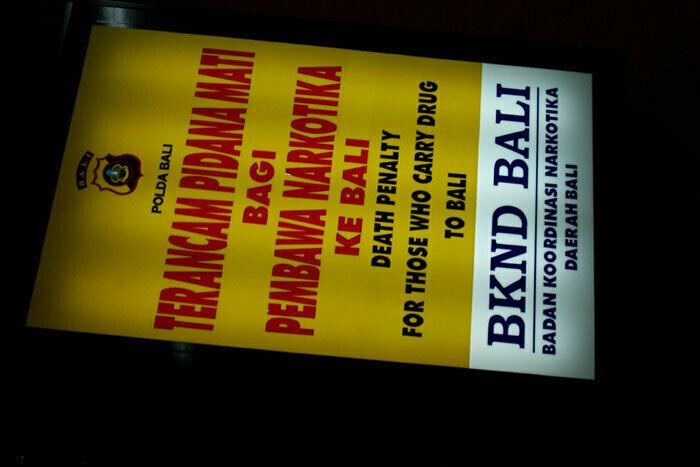 BALI
POLDA BALI
TERANCAM PIDANA MATI
BAGI
PEMBAWA NARKOTIKA
KE BALI
DEATH PENALTY
FOR THOSE WHO CARRY DRUG
TO BALI
BKND BALI
BADAN KOORDINASI NARKOTIKA
DAERAH BALI